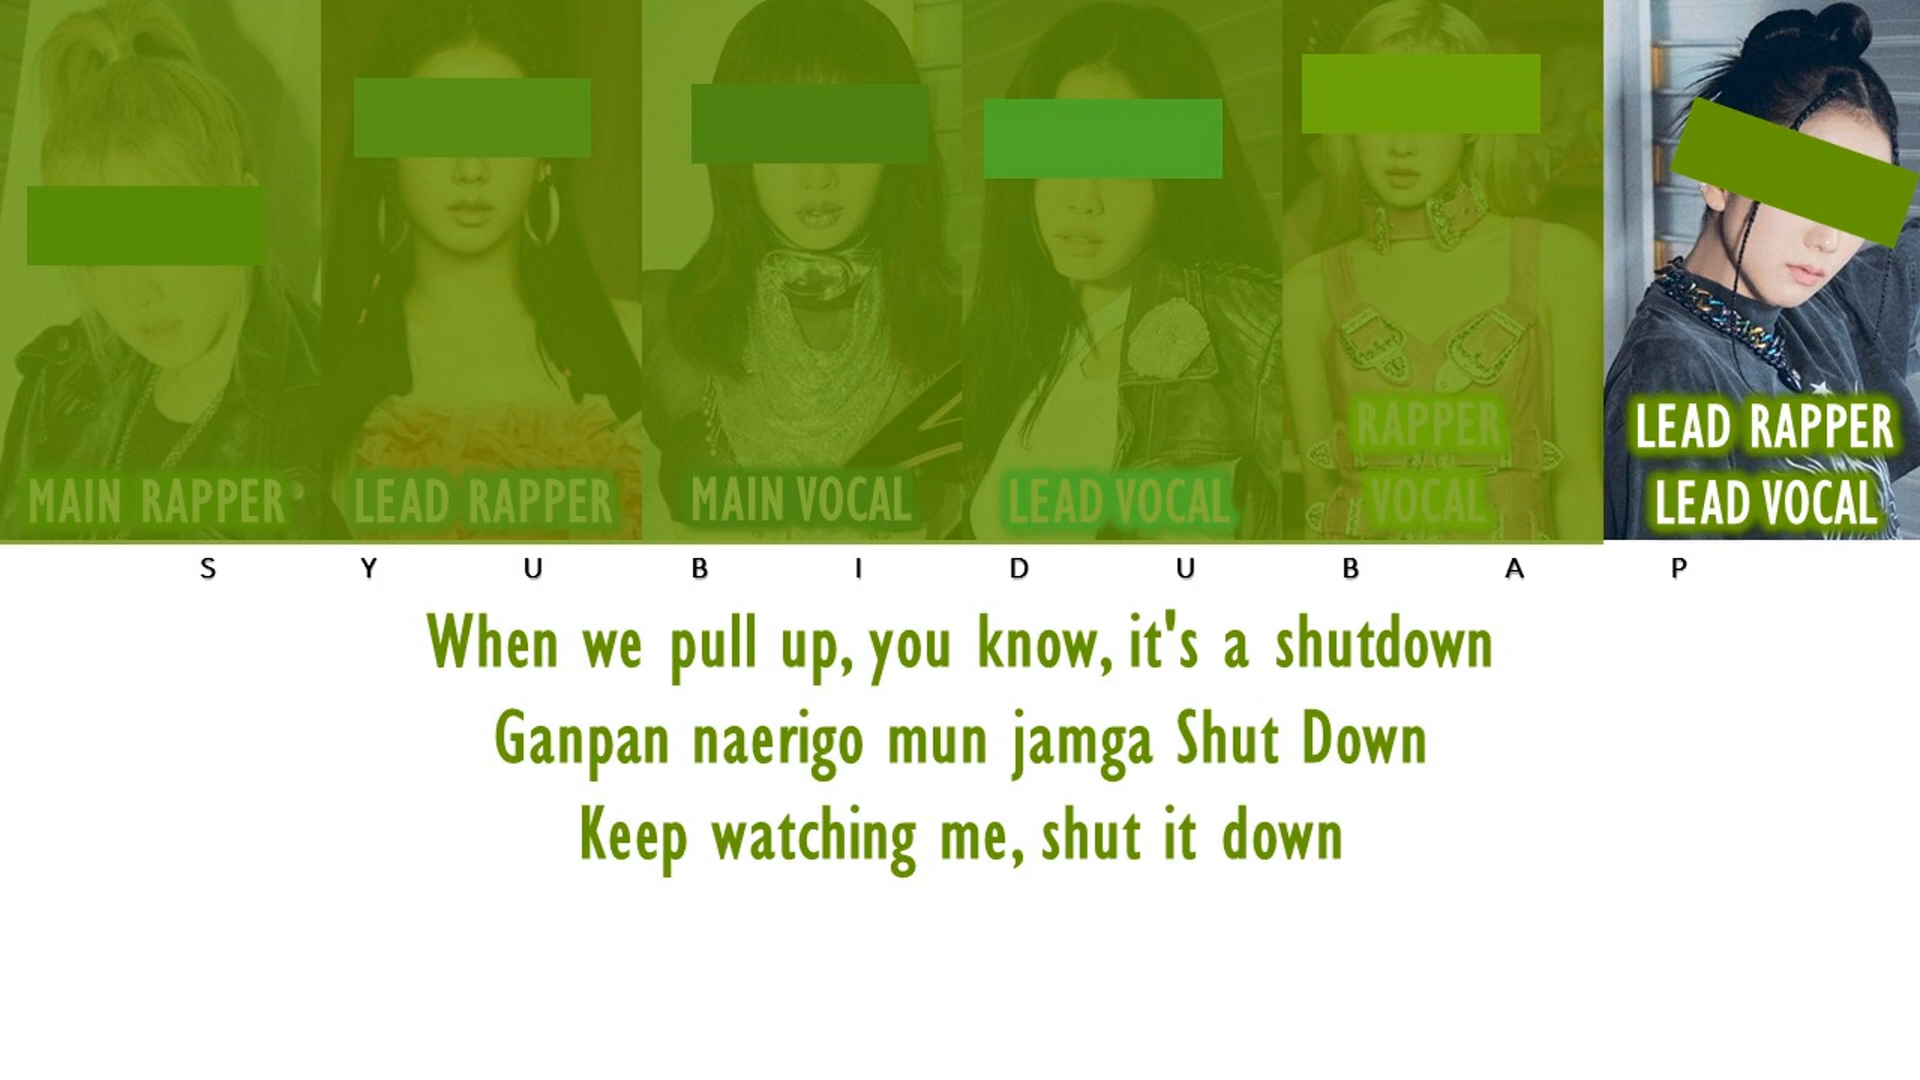 MAIN RAPPER
LEAD RAPPER
MAIN VOCAL
LEAD VOCAL
RAPPER
VOCAL
LEAD RAPPER
LEAD VOCAL
S Y U B I D U B A P
When we pull up, you know, it's a shutdown
Ganpan naerigo mun jamga Shut Down
Keep watching me, shut it down